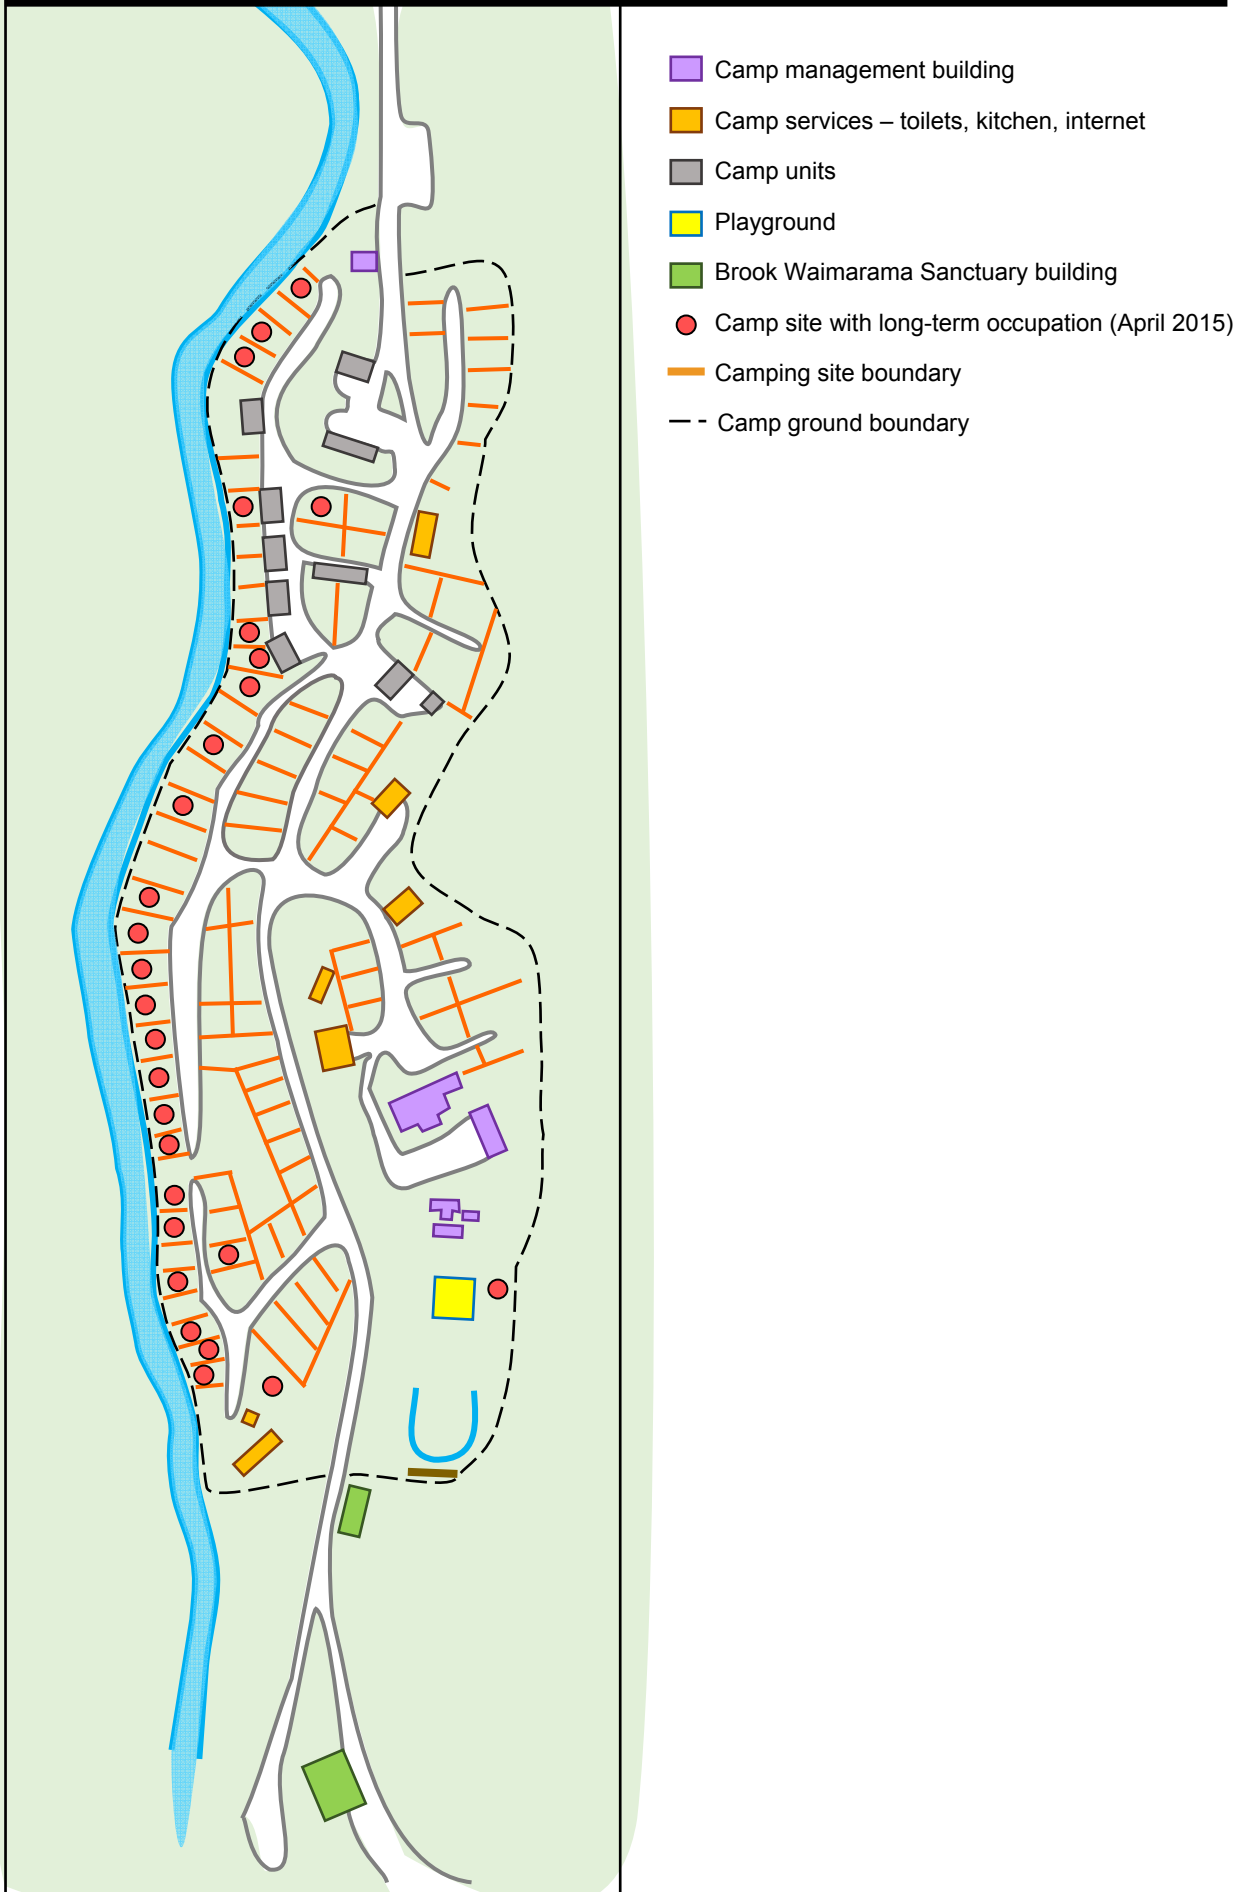 Camp management building
Camp services – toilets, kitchen, internet
Camp units
Playground
Brook Waimarama Sanctuary building
Camp site with long-term occupation (April 2015)
Camping site boundary
Camp ground boundary